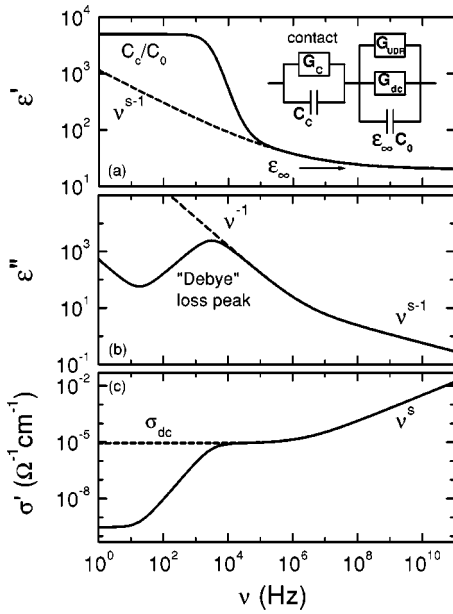 contact
G_C
C_C
G_UDR
G_dc
ε_∞ C_0
C_c/C_0
ν^{s-1}
ε_∞
(a)
ε'
10^4
10^3
10^2
10^1
ν^{-1}
"Debye"
loss peak
ν^{s-1}
(b)
ε''
10^3
10^1
10^{-1}
(c)
σ_dc
ν^s
σ' (Ω^{-1}cm^{-1})
10^{-2}
10^{-5}
10^{-8}
10^0 10^2 10^4 10^6 10^8 10^10
ν (Hz)